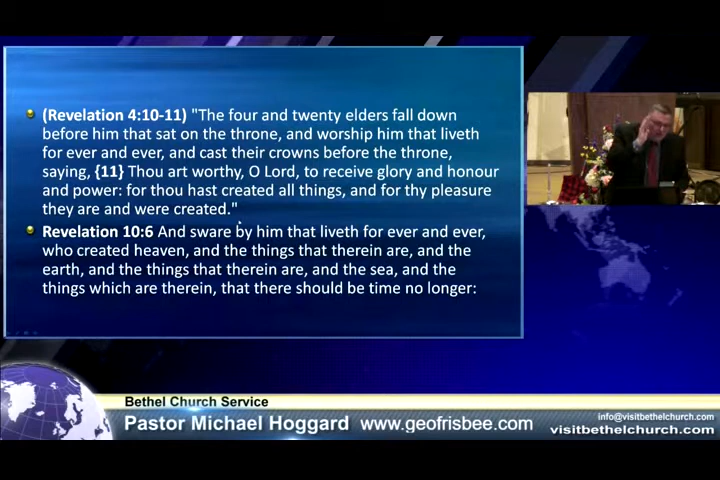 (Revelation 4:10-11) "The four and twenty elders fall down
before him that sat on the throne, and worship him that liveth
for ever and ever, and cast their crowns before the throne,
saying, {11} Thou art worthy, O Lord, to receive glory and honour
and power: for thou hast created all things, and for thy pleasure
they are and were created."
Revelation 10:6 And sware by him that liveth for ever and ever,
who created heaven, and the things that therein are, and the
earth, and the things that therein are, and the sea, and the
things which are therein, that there should be time no longer:
Bethel Church Service
Pastor Michael Hoggard www.geofrisbee.com
info@visitbethelchurch.com
visitbethelchurch.com